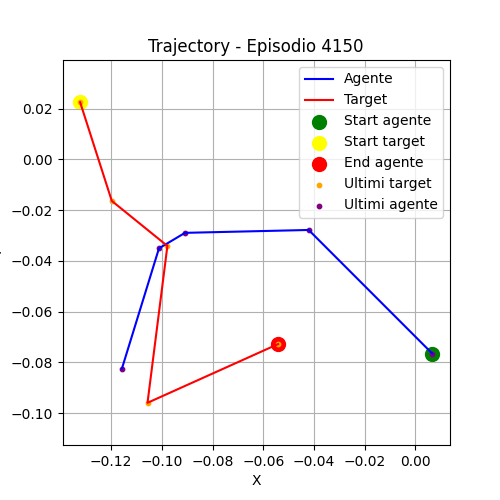 Trajectory - Episodio 4150
Agente
Target
Start agente
Start target
End agente
Ultimi target
Ultimi agente
0.02
0.00
−0.02
−0.04
−0.06
−0.08
−0.10
−0.12 −0.10 −0.08 −0.06 −0.04 −0.02 0.00
X